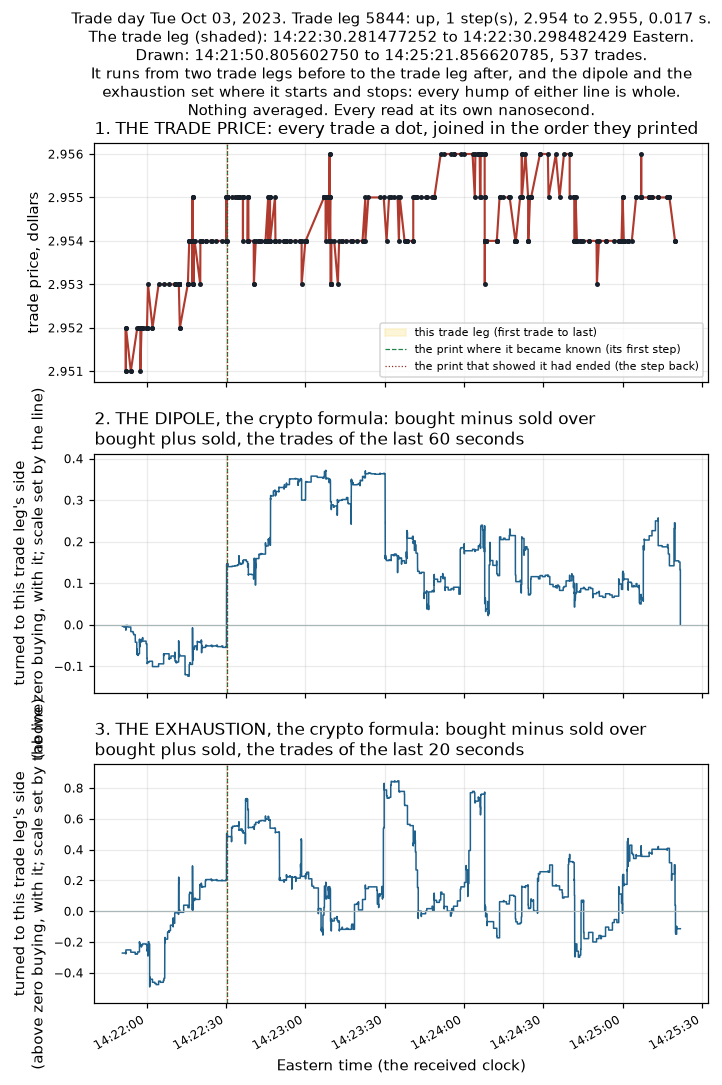 Trade day Tue Oct 03, 2023. Trade leg 5844: up, 1 step(s), 2.954 to 2.955, 0.017 s.
The trade leg (shaded): 14:22:30.281477252 to 14:22:30.298482429 Eastern.
Drawn: 14:21:50.805602750 to 14:25:21.856620785, 537 trades.
It runs from two trade legs before to the trade leg after, and the dipole and the
exhaustion set where it starts and stops: every hump of either line is whole.
Nothing averaged. Every read at its own nanosecond.
1. THE TRADE PRICE: every trade a dot, joined in the order they printed
trade price, dollars
2.956
2.955
2.954
2.953
2.952
2.951
this trade leg (first trade to last)
the print where it became known (its first step)
the print that showed it had ended (the step back)
2. THE DIPOLE, the crypto formula: bought minus sold over
bought plus sold, the trades of the last 60 seconds
turned to this trade leg's side
(above zero buying, with it; scale set by the line)
0.4
0.3
0.2
0.1
0.0
−0.1
3. THE EXHAUSTION, the crypto formula: bought minus sold over
bought plus sold, the trades of the last 20 seconds
turned to this trade leg's side
(above zero buying, with it; scale set by the line)
0.8
0.6
0.4
0.2
0.0
−0.2
−0.4
14:22:00
14:22:30
14:23:00
14:23:30
14:24:00
14:24:30
14:25:00
14:25:30
Eastern time (the received clock)